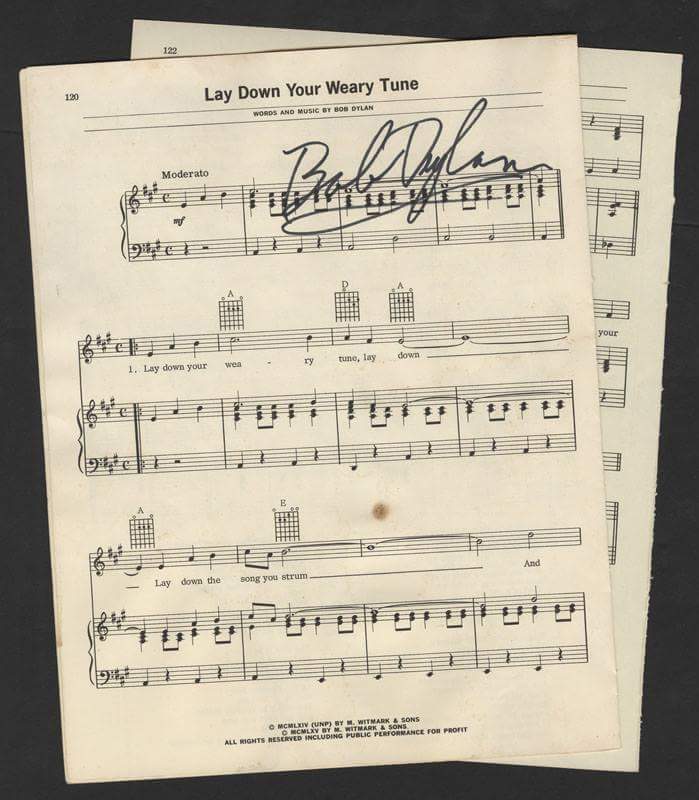 122
120
Lay Down Your Weary Tune
WORDS AND MUSIC BY BOB DYLAN
Bob Dylan
Moderato
mf
A D A
1. Lay down your wea - ry tune, lay down
your
A E
Lay down the song you strum And
© MCMLXIV (UNP) BY M. WITMARK & SONS
© MCMLXV BY M. WITMARK & SONS.
ALL RIGHTS RESERVED INCLUDING PUBLIC PERFORMANCE FOR PROFIT